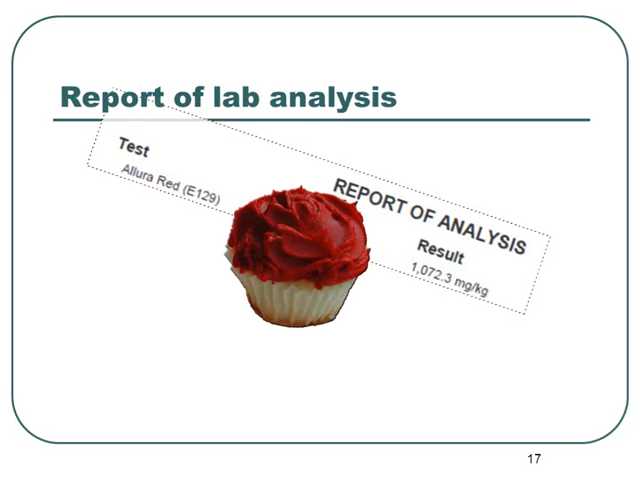 Report of lab analysis
REPORT OF ANALYSIS
Test
Result
Allura Red (E129)
1,072.3 mg/kg
17